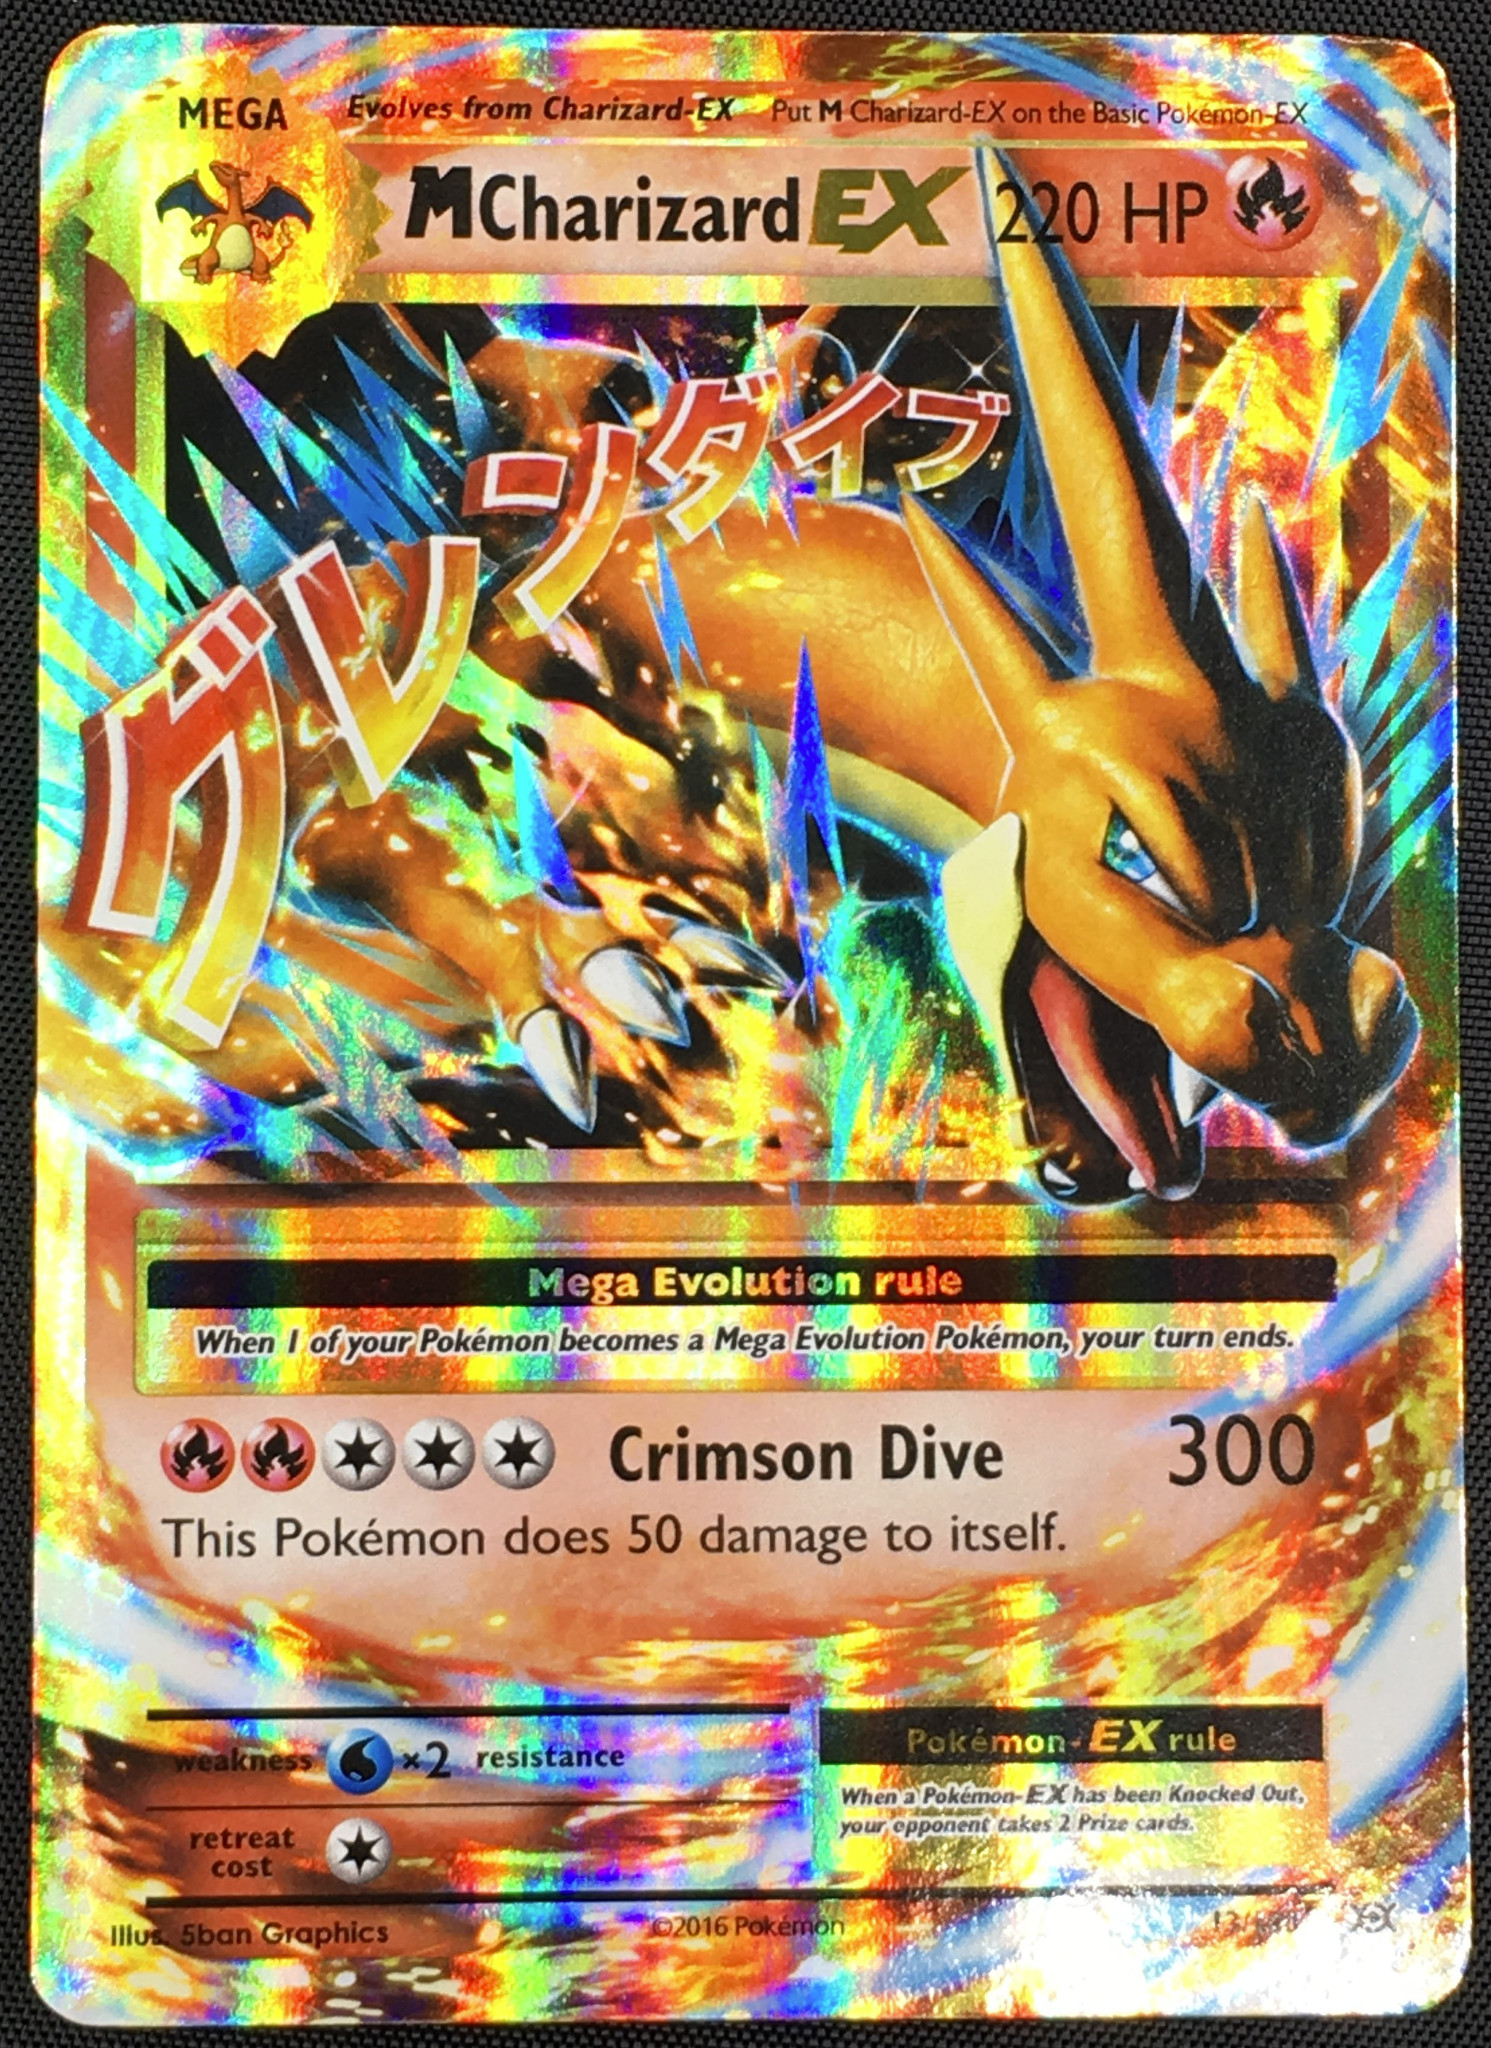 MEGA
Evolves from Charizard-EX Put M Charizard-EX on the Basic Pokémon-EX
M Charizard EX 220 HP
グレンダイブ
Mega Evolution rule
When 1 of your Pokémon becomes a Mega Evolution Pokémon, your turn ends.
Crimson Dive 300
This Pokémon does 50 damage to itself.
weakness ×2 resistance
retreat
cost
Pokémon-EX rule
When a Pokémon-EX has been Knocked Out,
your opponent takes 2 Prize cards.
Illus. 5ban Graphics ©2016 Pokémon 13/